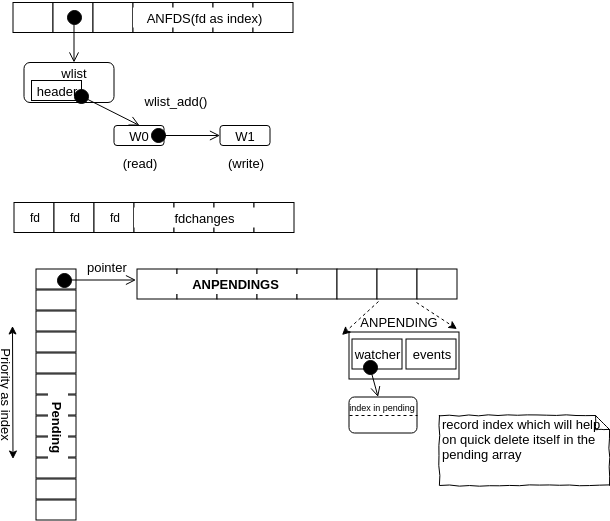 ANFDS(fd as index)
wlist
header
wlist_add()
W0
W1
(read)
(write)
fd
fd
fd
fdchanges
pointer
ANPENDINGS
ANPENDING
watcher
events
Priority as index
Pending
index in pending
record index which will help
on quick delete itself in the
pending array